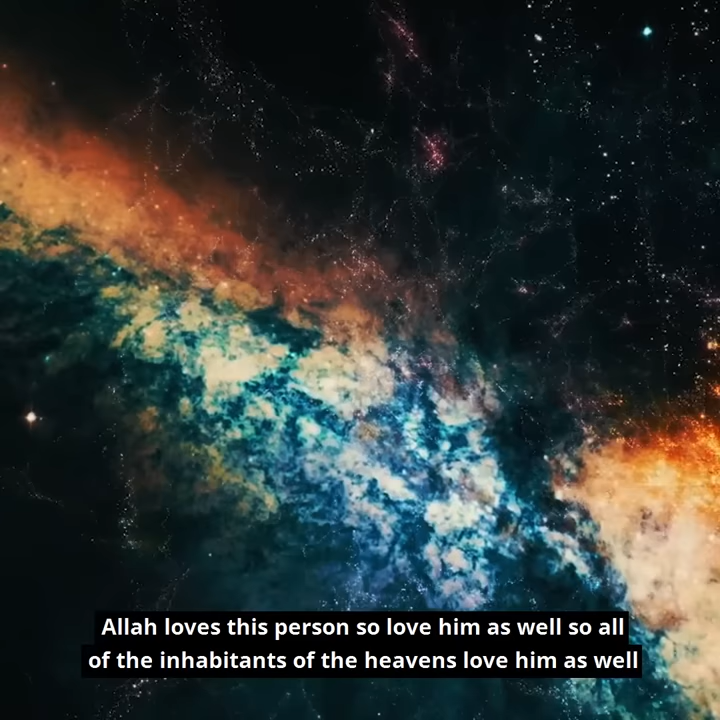 Allah loves this person so love him as well so all
of the inhabitants of the heavens love him as well